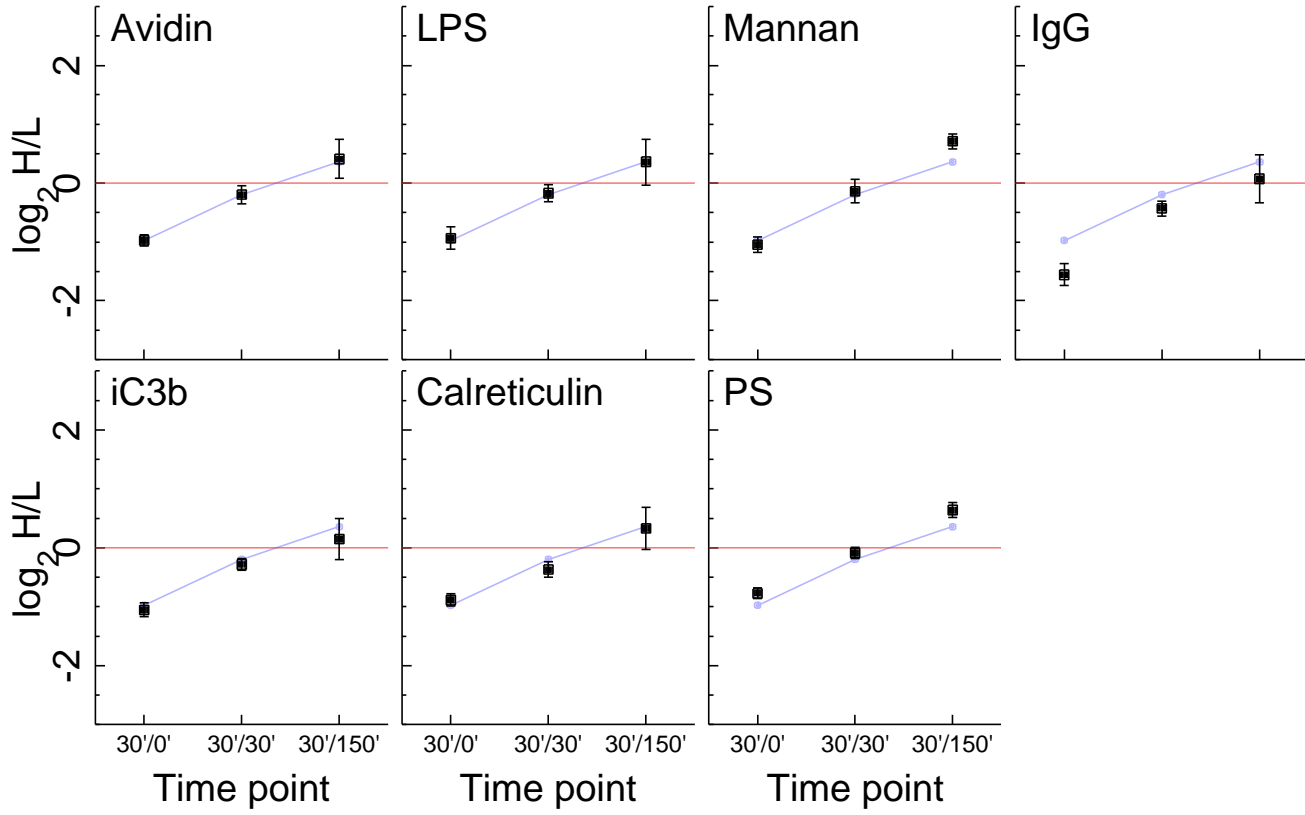 Avidin
LPS
Mannan
IgG
log2 H/L
2
0
-2
iC3b
Calreticulin
PS
log2 H/L
2
0
-2
30'/0' 30'/30' 30'/150'
30'/0' 30'/30' 30'/150'
30'/0' 30'/30' 30'/150'
Time point
Time point
Time point